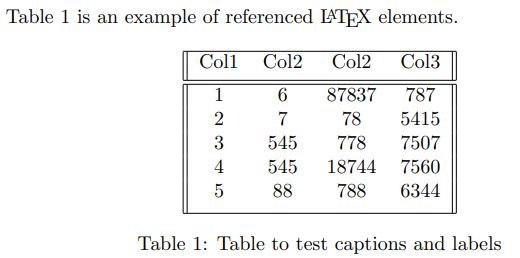 Table 1 is an example of referenced LATEX elements.
Col1 Col2 Col2 Col3
1 6 87837 787
2 7 78 5415
3 545 778 7507
4 545 18744 7560
5 88 788 6344
Table 1: Table to test captions and labels